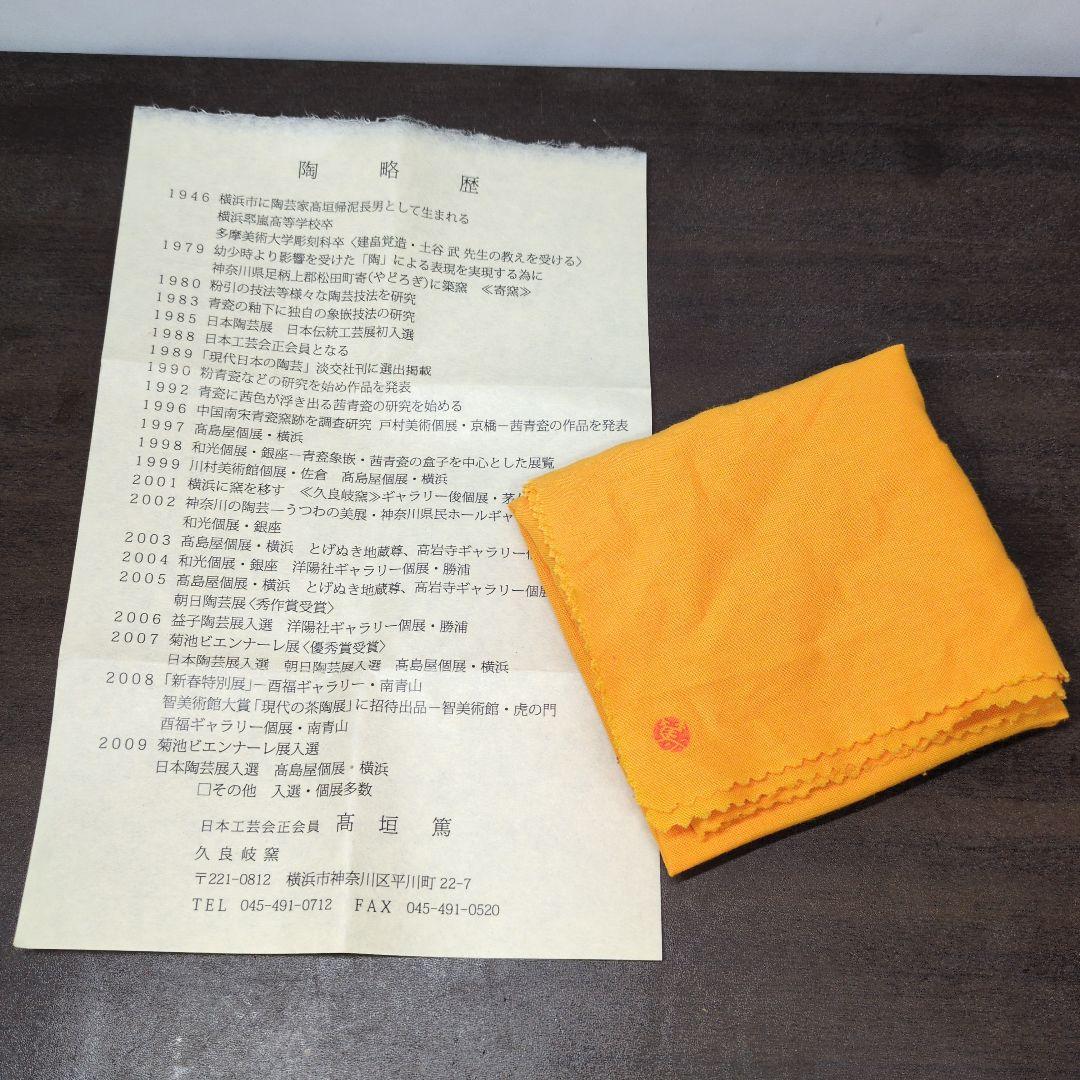 陶略歴
1946 横浜市に陶芸家高垣帰泥長男として生まれる
横浜翠嵐高等学校卒
多摩美術大学彫刻科卒〈建畠覚造・土谷 武 先生の教えを受ける〉
1979 幼少時より影響を受けた「陶」による表現を実現する為に
神奈川県足柄上郡松田町寄(やどろぎ)に築窯 ≪寄窯≫
1980 粉引の技法等様々な陶芸技法を研究
1983 青瓷の釉下に独自の象嵌技法の研究
1985 日本陶芸展 日本伝統工芸展初入選
1988 日本工芸会正会員となる
1989 「現代日本の陶芸」淡交社刊に選出掲載
1990 粉青瓷などの研究を始め作品を発表
1992 青瓷に茜色が浮き出る茜青瓷の研究を始める
1996 中国南宋青瓷窯跡を調査研究 戸村美術個展・京橋−茜青瓷の作品を発表
1997 髙島屋個展・横浜
1998 和光個展・銀座−青瓷象嵌・茜青瓷の盒子を中心とした展覧
1999 川村美術館個展・佐倉 髙島屋個展・横浜
2001 横浜に窯を移す ≪久良岐窯≫ギャラリー俊個展・茅
2002 神奈川の陶芸―うつわの美展・神奈川県民ホールギャ
和光個展・銀座
2003 髙島屋個展・横浜 とげぬき地蔵尊、高岩寺ギャラリー
2004 和光個展・銀座 洋陽社ギャラリー個展・勝浦
2005 髙島屋個展・横浜 とげぬき地蔵尊、高岩寺ギャラリー個
朝日陶芸展〈秀作賞受賞〉
2006 益子陶芸展入選 洋陽社ギャラリー個展・勝浦
2007 菊池ビエンナーレ展〈優秀賞受賞〉
日本陶芸展入選 朝日陶芸展入選 髙島屋個展・横浜
2008 「新春特別展」−酉福ギャラリー・南青山
智美術館大賞「現代の茶陶展」に招待出品−智美術館・虎の門
酉福ギャラリー個展・南青山
2009 菊池ビエンナーレ展入選
日本陶芸展入選 髙島屋個展・横浜
□その他 入選・個展多数
日本工芸会正会員 髙垣篤
久良岐窯
〒221-0812 横浜市神奈川区平川町 22-7
TEL 045-491-0712 FAX 045-491-0520